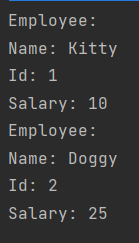 Employee:
Name: Kitty
Id: 1
Salary: 10
Employee:
Name: Doggy
Id: 2
Salary: 25